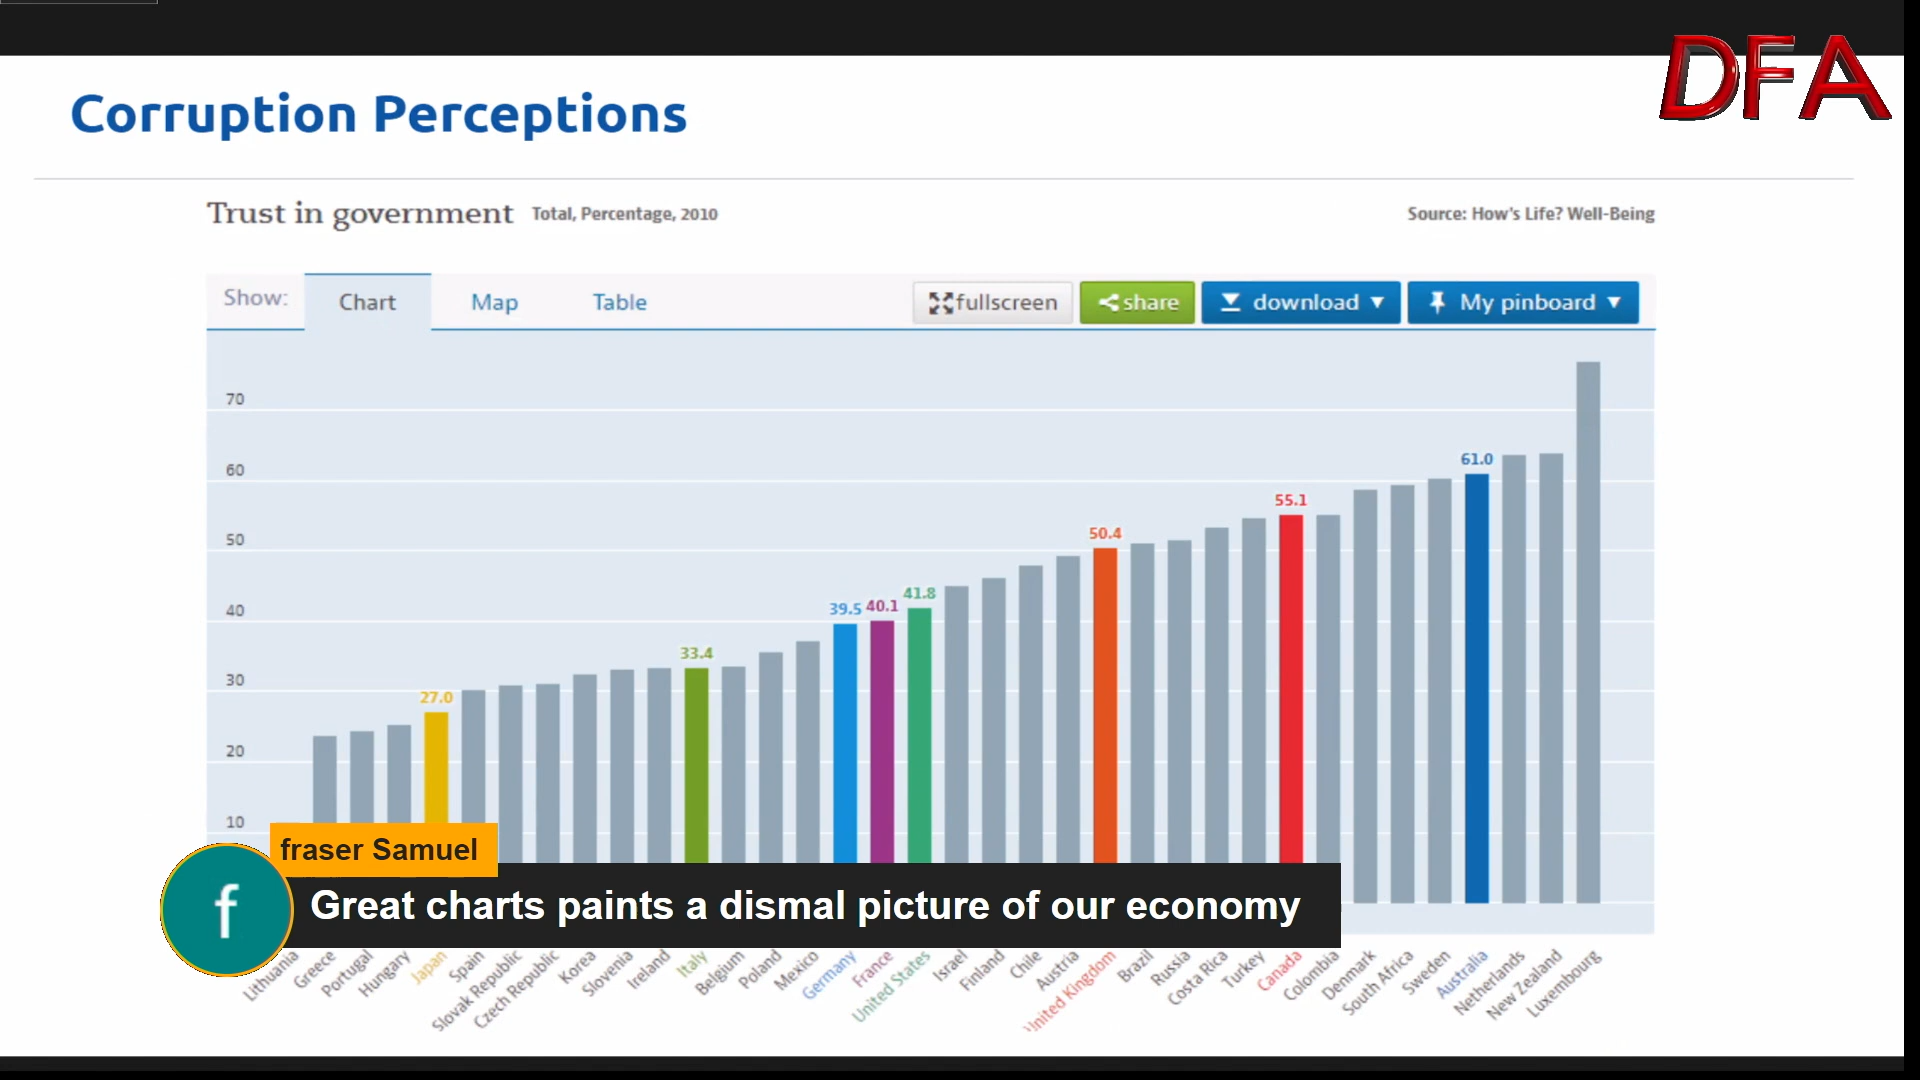 DFA
Corruption Perceptions
Trust in government Total, Percentage, 2010 Source: How's Life? Well-Being
Show: Chart Map Table fullscreen share download My pinboard
70
60
50
40
30
20
10
27.0
33.4
39.5
40.1
41.8
50.4
55.1
61.0
fraser Samuel
f
Great charts paints a dismal picture of our economy
Lithuania
Greece
Portugal
Hungary
Japan
Spain
Slovak Republic
Czech Republic
Korea
Slovenia
Ireland
Italy
Belgium
Poland
Mexico
Germany
France
United States
Israel
Finland
Chile
Austria
United Kingdom
Brazil
Russia
Costa Rica
Turkey
Canada
Colombia
Denmark
South Africa
Sweden
Australia
Netherlands
New Zealand
Luxembourg